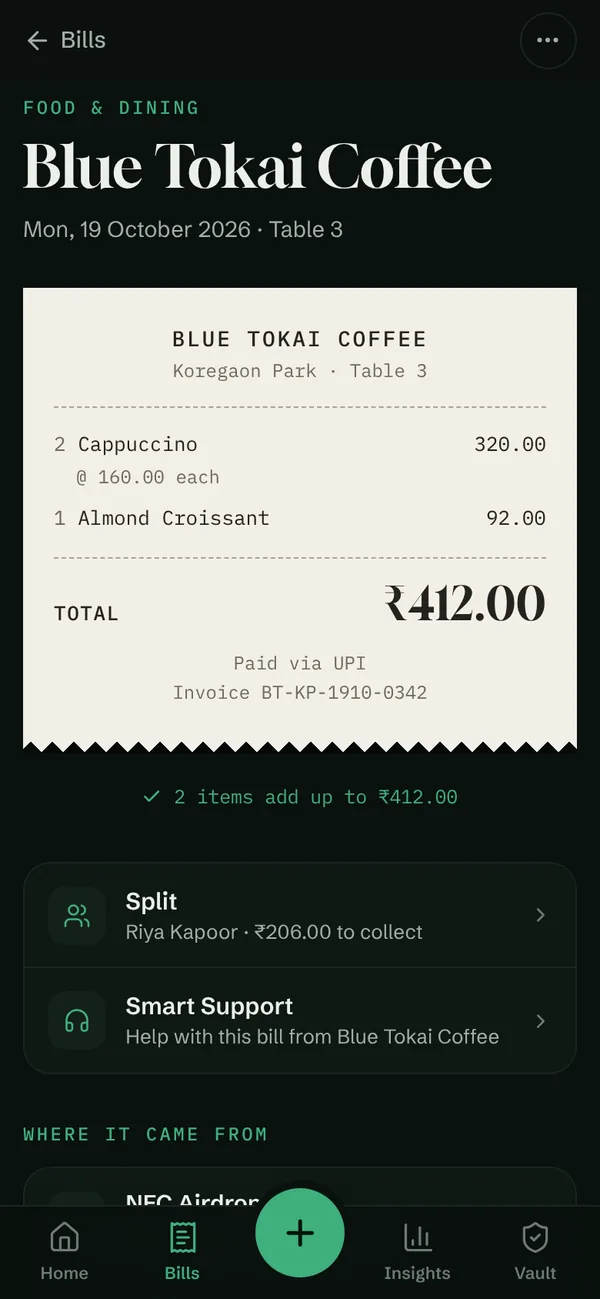 Bills
FOOD & DINING
Blue Tokai Coffee
Mon, 19 October 2026 · Table 3
BLUE TOKAI COFFEE
Koregaon Park · Table 3
2 Cappuccino 320.00
@ 160.00 each
1 Almond Croissant 92.00
TOTAL ₹412.00
Paid via UPI
Invoice BT-KP-1910-0342
2 items add up to ₹412.00
Split
Riya Kapoor · ₹206.00 to collect
Smart Support
Help with this bill from Blue Tokai Coffee
WHERE IT CAME FROM
NFC Airdrop
Home Bills Insights Vault